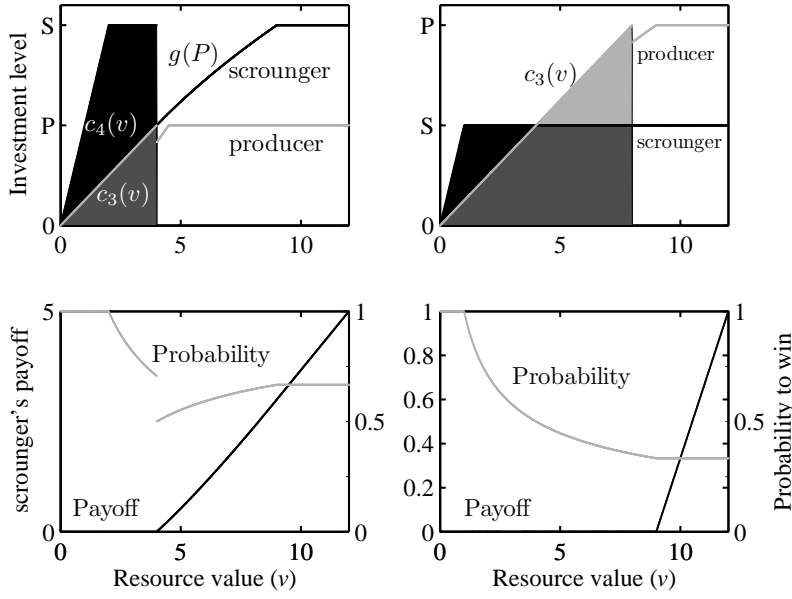 Investment level
S
P
0
0
5
10
g(P)
scrounger
c₄(v)
producer
c₃(v)
P
S
0
0
5
10
c₃(v)
producer
scrounger
scrounger's payoff
5
0
0
5
10
1
0.5
0
Probability
Payoff
Resource value (v)
1
0.8
0.6
0.4
0.2
0
0
5
10
1
0.5
0
Probability
Payoff
Resource value (v)
Probability to win